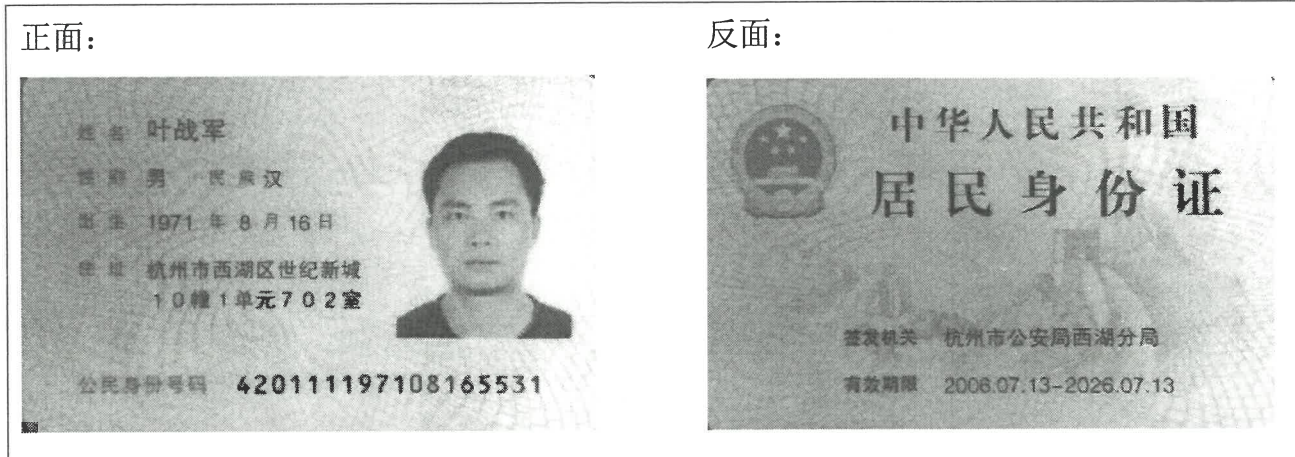 正面：
姓名 叶战军
性别 男 民族 汉
出生 1971 年 8 月 16 日
住址 杭州市西湖区世纪新城
10幢1单元702室
公民身份号码 420111197108165531
反面：
中华人民共和国
居民身份证
签发机关 杭州市公安局西湖分局
有效期限 2006.07.13-2026.07.13